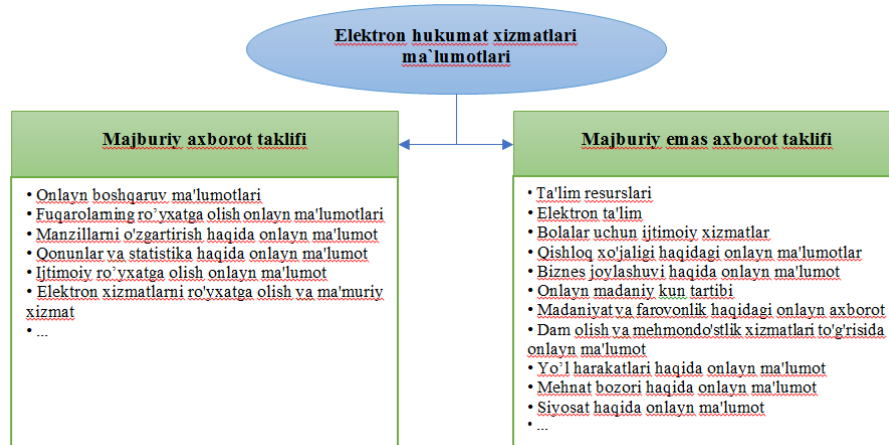 Elektron hukumat xizmatlari
ma`lumotlari
Majburiy axborot taklifi
• Onlayn boshqaruv ma'lumotlari
• Fuqarolarning ro’yxatga olish onlayn ma'lumotlari
• Manzillarni o'zgartirish haqida onlayn ma'lumot
• Qonunlar va statistika haqida onlayn ma'lumot
• Ijtimoiy ro’yxatga olish onlayn ma'lumot
• Elektron xizmatlarni ro'yxatga olish va ma'muriy
xizmat
• ...
Majburiy emas axborot taklifi
• Ta'lim resurslari
• Elektron ta'lim
• Bolalar uchun ijtimoiy xizmatlar
• Qishloq xo'jaligi haqidagi onlayn ma'lumotlar
• Biznes joylashuvi haqida onlayn ma'lumot
• Onlayn madaniy kun tartibi
• Madaniyat va farovonlik haqidagi onlayn axborot
• Dam olish va mehmondo'stlik xizmatlari to'g'risida
onlayn ma'lumot
• Yo’l harakatlari haqida onlayn ma'lumot
• Mehnat bozori haqida onlayn ma'lumot
• Siyosat haqida onlayn ma'lumot
• ...